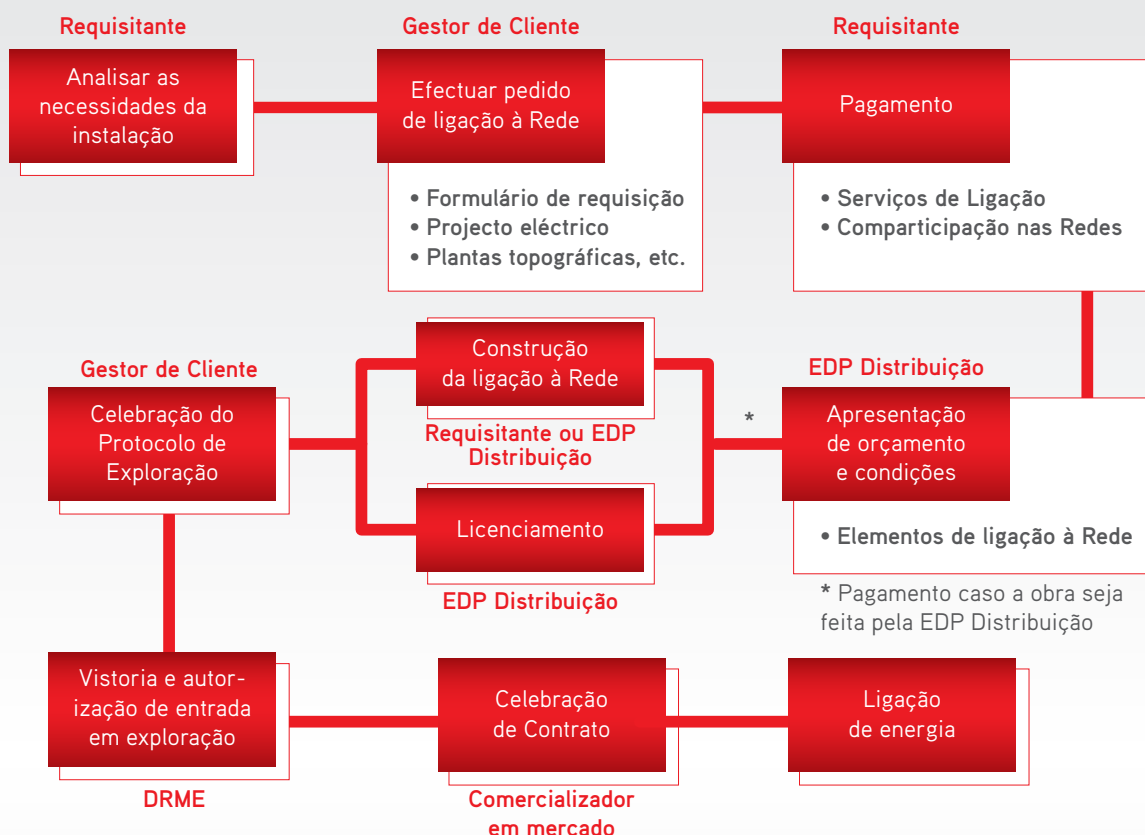 Requisitante
Analisar as
necessidades da
instalação
Gestor de Cliente
Efectuar pedido
de ligação à Rede
• Formulário de requisição
• Projecto eléctrico
• Plantas topográficas, etc.
Requisitante
Pagamento
• Serviços de Ligação
• Comparticipação nas Redes
EDP Distribuição
Apresentação
de orçamento
e condições
• Elementos de ligação à Rede
* Pagamento caso a obra seja
feita pela EDP Distribuição
*
Construção
da ligação à Rede
Requisitante ou EDP
Distribuição
Licenciamento
EDP Distribuição
Gestor de Cliente
Celebração do
Protocolo de
Exploração
Vistoria e autor-
ização de entrada
em exploração
DRME
Celebração
de Contrato
Comercializador
em mercado
Ligação
de energia